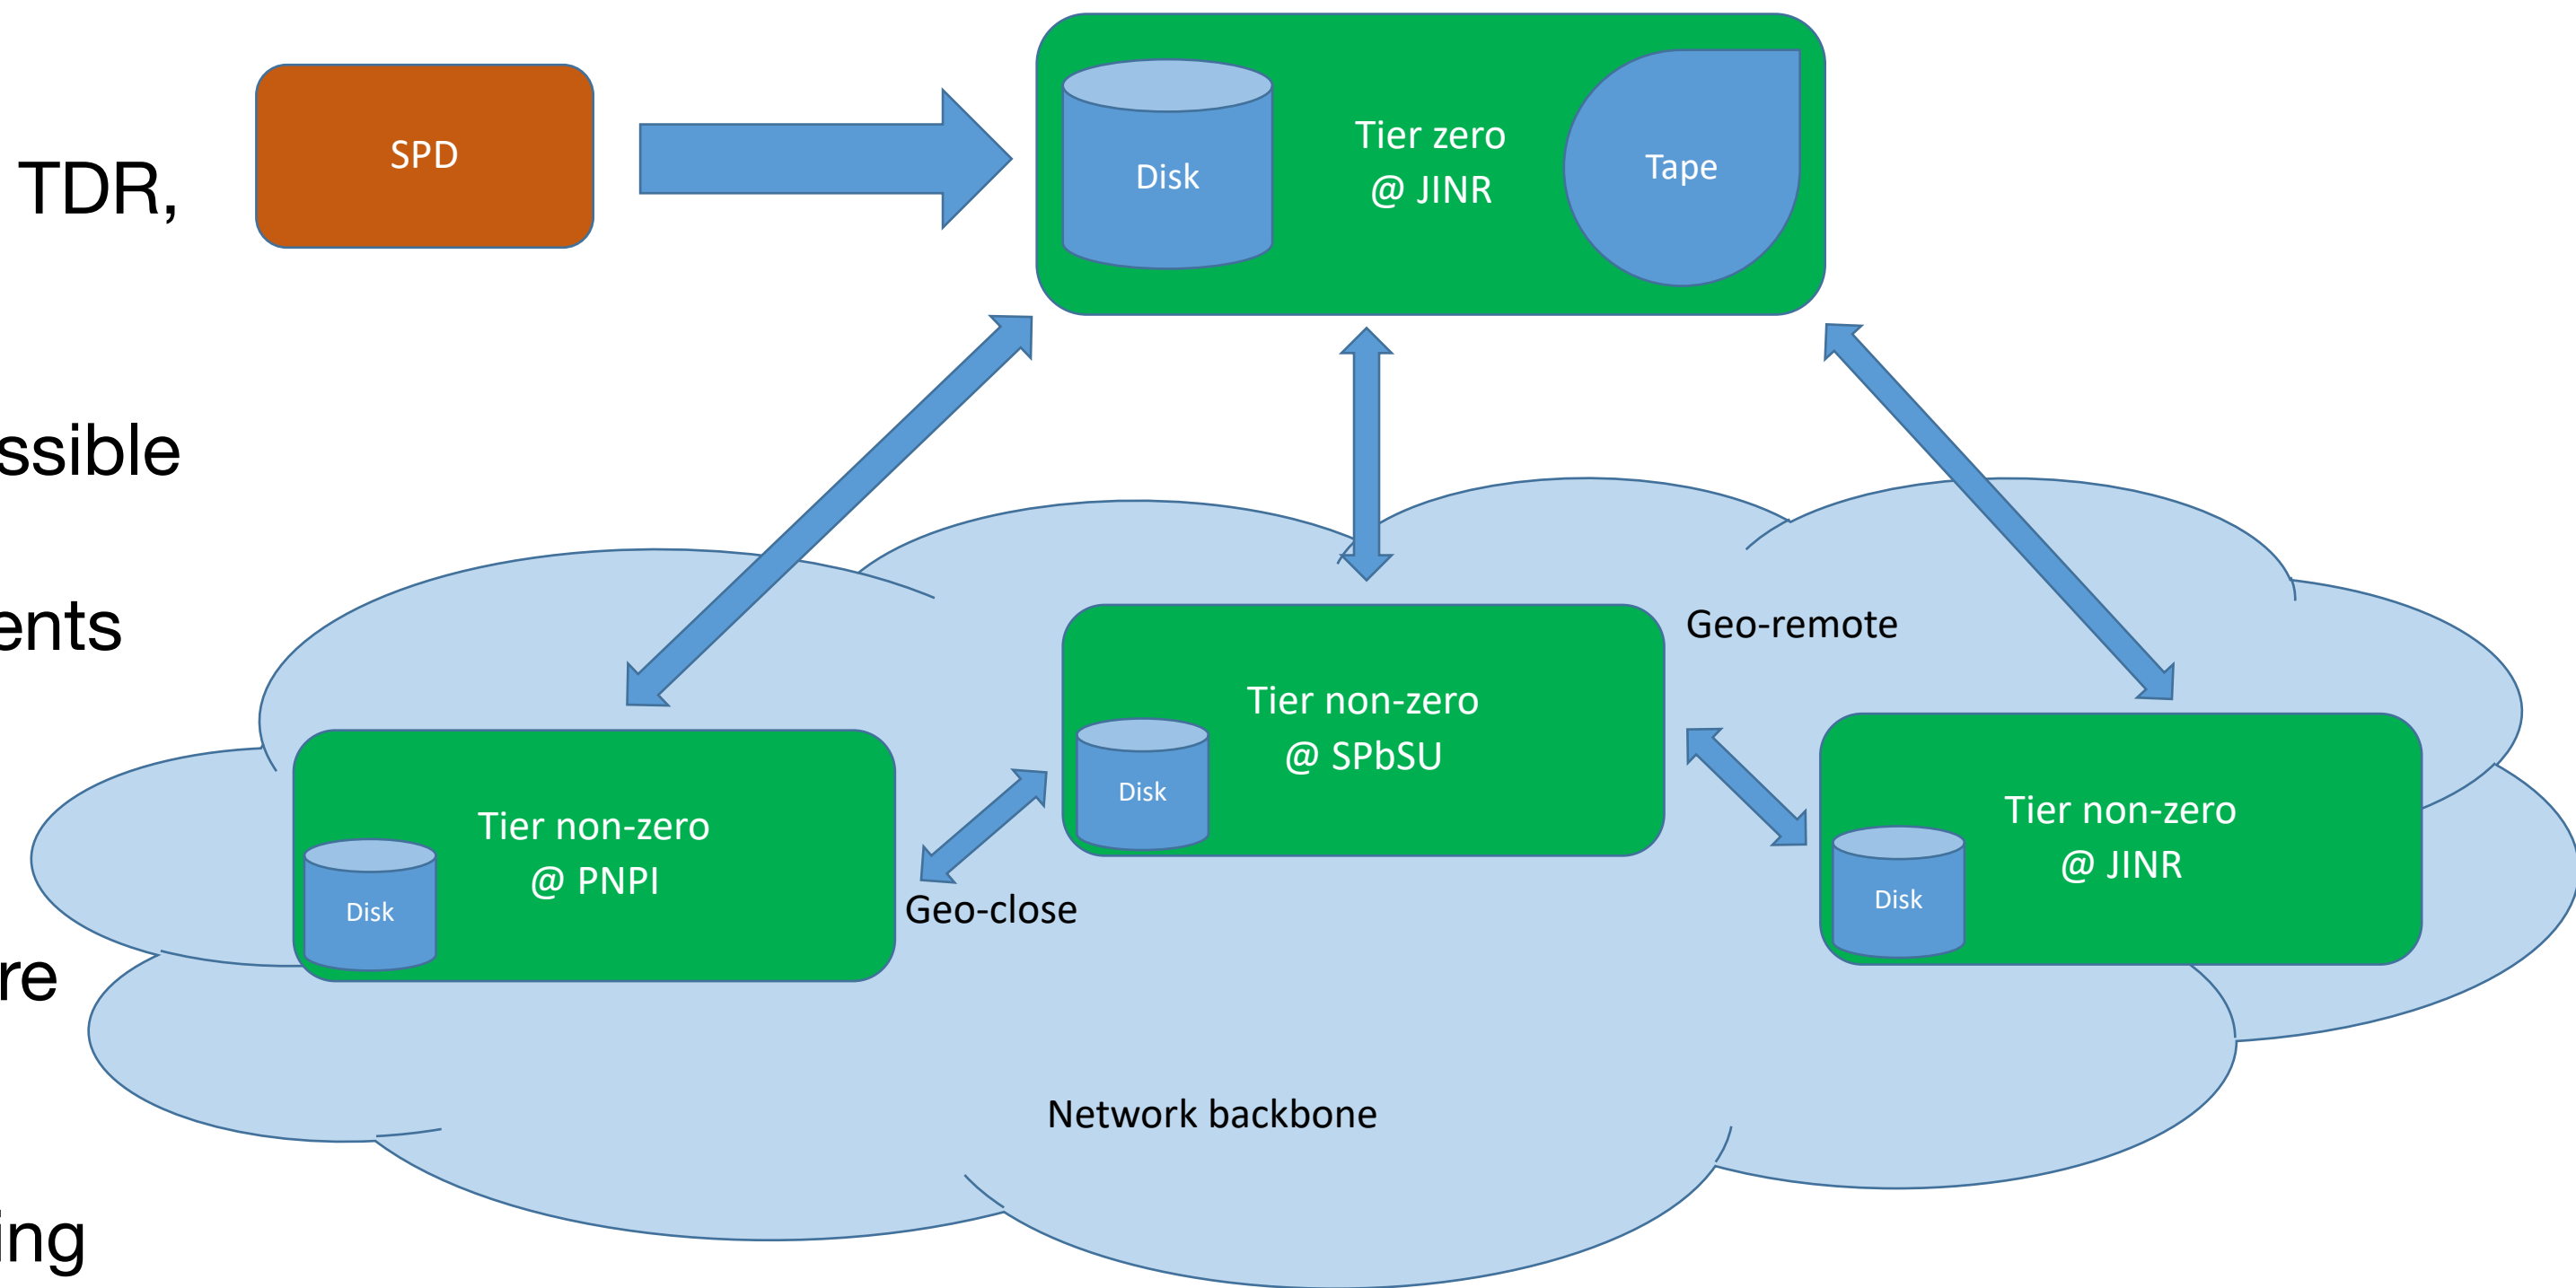 TDR,
ssible
ents
re
ing
SPD
Disk
Tier zero
@ JINR
Tape
Geo-remote
Tier non-zero
@ SPbSU
Disk
Tier non-zero
@ PNPI
Disk
Geo-close
Tier non-zero
@ JINR
Disk
Network backbone